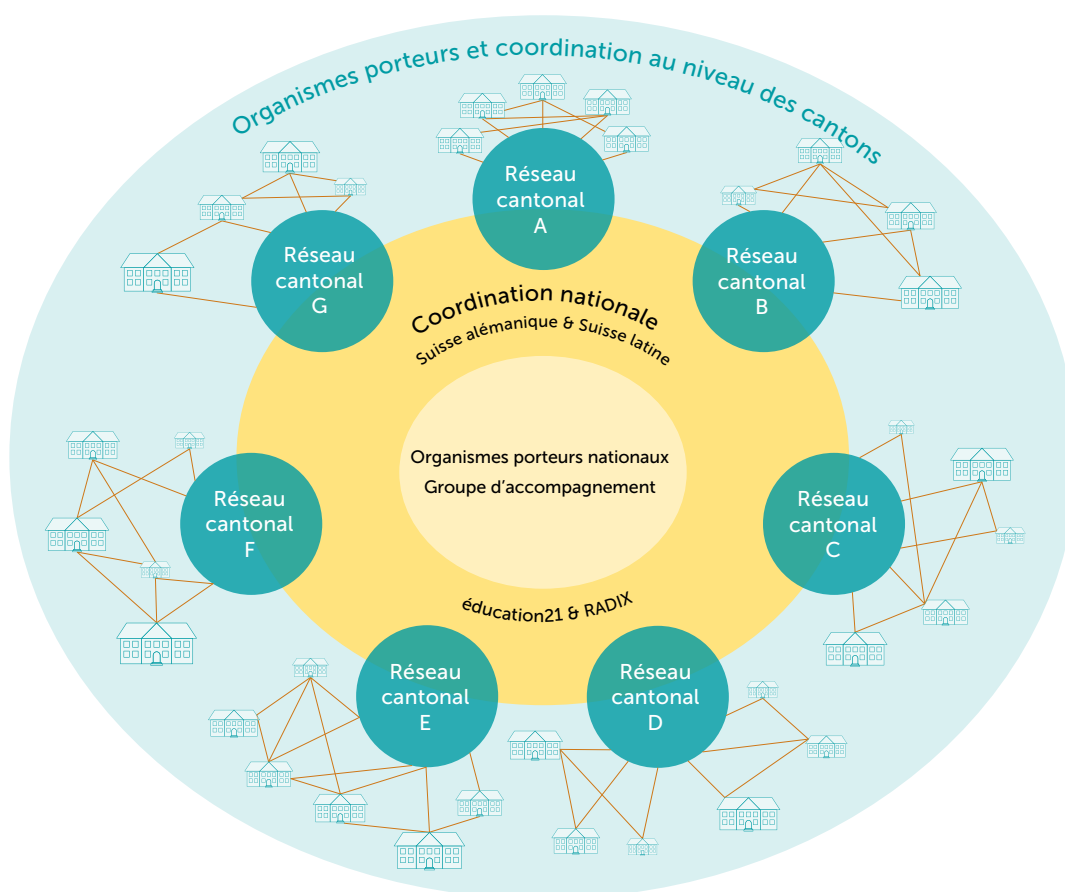 Organismes porteurs et coordination au niveau des cantons
Réseau
cantonal
A
Réseau
cantonal
B
Réseau
cantonal
G
Coordination nationale
Suisse alémanique & Suisse latine
Organismes porteurs nationaux
Groupe d’accompagnement
Réseau
cantonal
F
Réseau
cantonal
C
éducation21 & RADIX
Réseau
cantonal
E
Réseau
cantonal
D